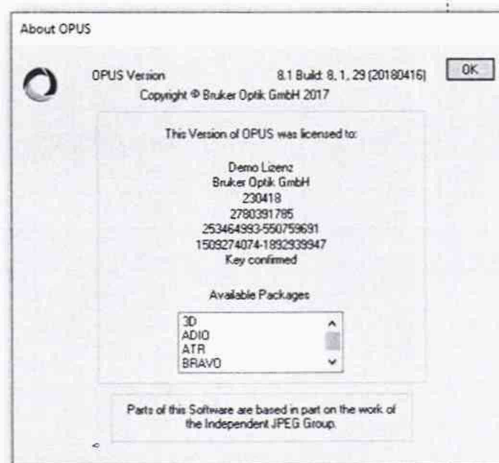 About OPUS
OPUS Version 8.1 Build: 8, 1, 29 (20180416) OK
Copyright © Bruker Optik GmbH 2017
This Version of OPUS was licensed to:
Demo Lizenz
Bruker Optik GmbH
230418
2780391785
253464993-550759691
1509274074-1892939947
Key confirmed
Available Packages
3D
ADIO
ATR
BRAVO
Parts of this Software are based in part on the work of
the Independent JPEG Group.